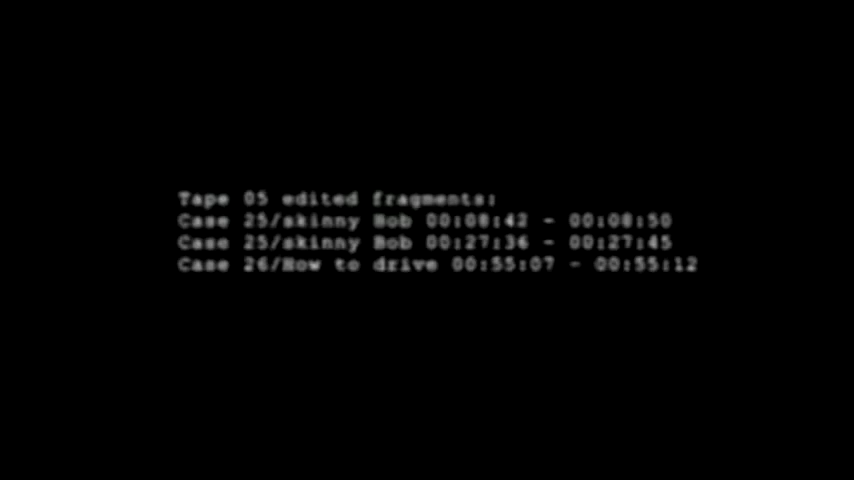 Tape 05 edited fragments:
Case 25/skinny Bob 00:08:42 - 00:08:50
Case 25/skinny Bob 00:27:36 - 00:27:45
Case 26/How to drive 00:55:07 - 00:55:12